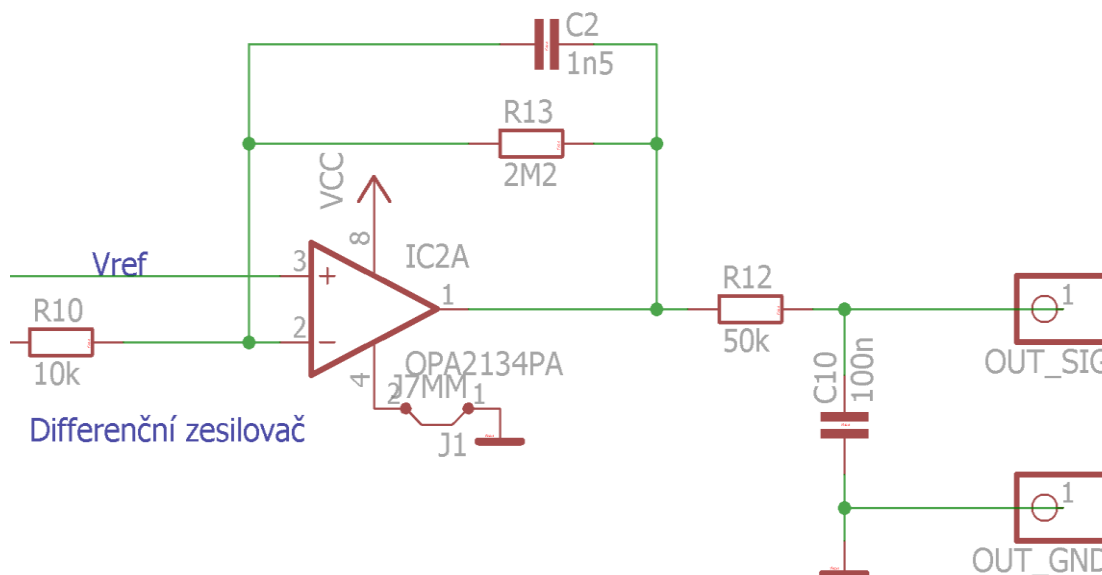 C2
1n5
R13
2M2
VCC
8
IC2A
Vref
3
+
1
R12
50k
1
OUT_SIG
R10
10k
2
−
4
OPA2134PA
J7MM
2
1
J1
C10
100n
Differenční zesilovač
1
OUT_GND